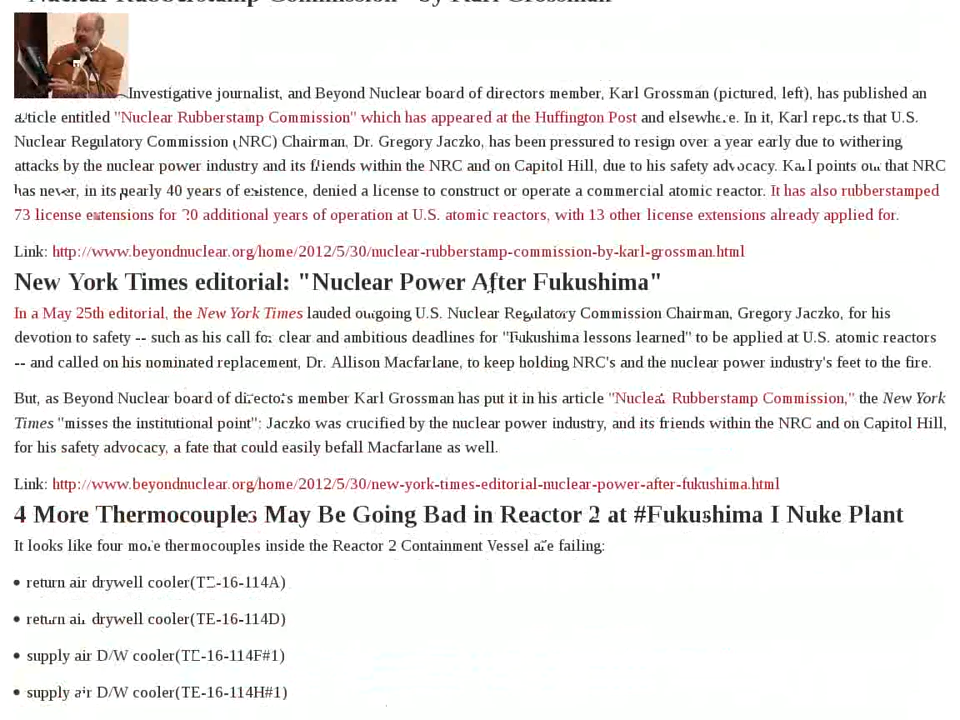 "Nuclear Rubberstamp Commission" by Karl Grossman
Investigative journalist, and Beyond Nuclear board of directors member, Karl Grossman (pictured, left), has published an
article entitled "Nuclear Rubberstamp Commission" which has appeared at the Huffington Post and elsewhere. In it, Karl reports that U.S.
Nuclear Regulatory Commission (NRC) Chairman, Dr. Gregory Jaczko, has been pressured to resign over a year early due to withering
attacks by the nuclear power industry and its friends within the NRC and on Capitol Hill, due to his safety advocacy. Karl points out that NRC
has never, in its nearly 40 years of existence, denied a license to construct or operate a commercial atomic reactor. It has also rubberstamped
73 license extensions for 20 additional years of operation at U.S. atomic reactors, with 13 other license extensions already applied for.
Link: http://www.beyondnuclear.org/home/2012/5/30/nuclear-rubberstamp-commission-by-karl-grossman.html
New York Times editorial: "Nuclear Power After Fukushima"
In a May 25th editorial, the New York Times lauded outgoing U.S. Nuclear Regulatory Commission Chairman, Gregory Jaczko, for his
devotion to safety -- such as his call for clear and ambitious deadlines for "Fukushima lessons learned" to be applied at U.S. atomic reactors
-- and called on his nominated replacement, Dr. Allison Macfarlane, to keep holding NRC's and the nuclear power industry's feet to the fire.
But, as Beyond Nuclear board of directors member Karl Grossman has put it in his article "Nuclear Rubberstamp Commission," the New York
Times "misses the institutional point": Jaczko was crucified by the nuclear power industry, and its friends within the NRC and on Capitol Hill,
for his safety advocacy, a fate that could easily befall Macfarlane as well.
Link: http://www.beyondnuclear.org/home/2012/5/30/new-york-times-editorial-nuclear-power-after-fukushima.html
4 More Thermocouples May Be Going Bad in Reactor 2 at #Fukushima I Nuke Plant
It looks like four more thermocouples inside the Reactor 2 Containment Vessel are failing:
• return air drywell cooler(TE-16-114A)
• return air drywell cooler(TE-16-114D)
• supply air D/W cooler(TE-16-114F#1)
• supply air D/W cooler(TE-16-114H#1)